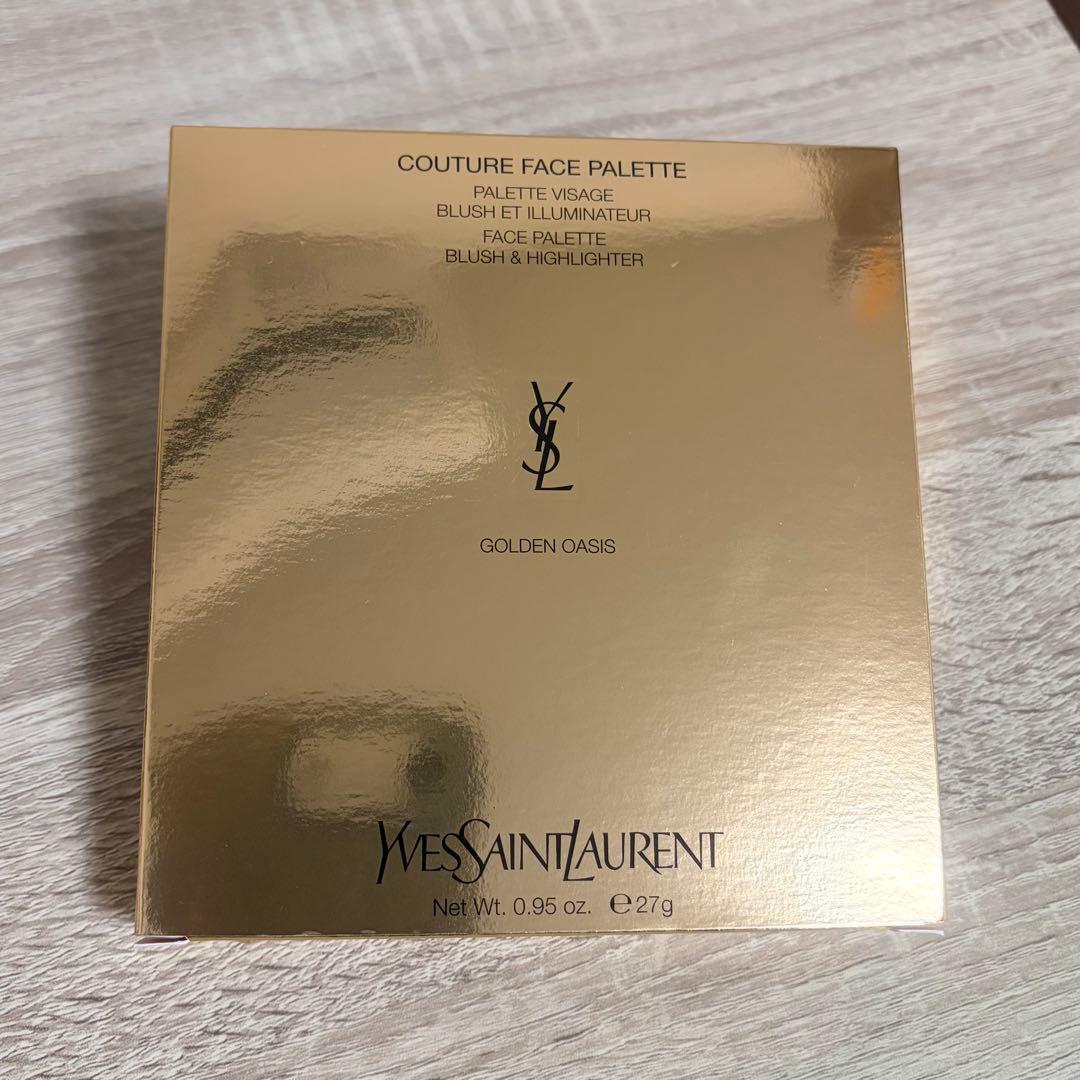 COUTURE FACE PALETTE
PALETTE VISAGE
BLUSH ET ILLUMINATEUR
FACE PALETTE
BLUSH & HIGHLIGHTER
YSL
GOLDEN OASIS
YVESSAINTLAURENT
Net Wt. 0.95 oz. ℮27g